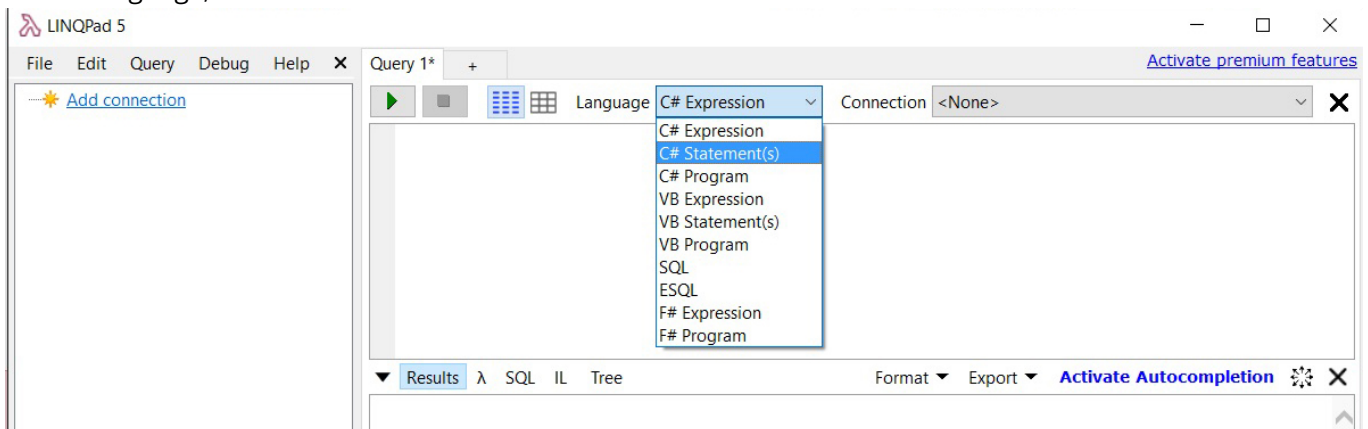 LINQPad 5
File Edit Query Debug Help
Query 1* +
Activate premium features
Add connection
Language C# Expression Connection <None>
C# Expression
C# Statement(s)
C# Program
VB Expression
VB Statement(s)
VB Program
SQL
ESQL
F# Expression
F# Program
Results λ SQL IL Tree Format Export Activate Autocompletion